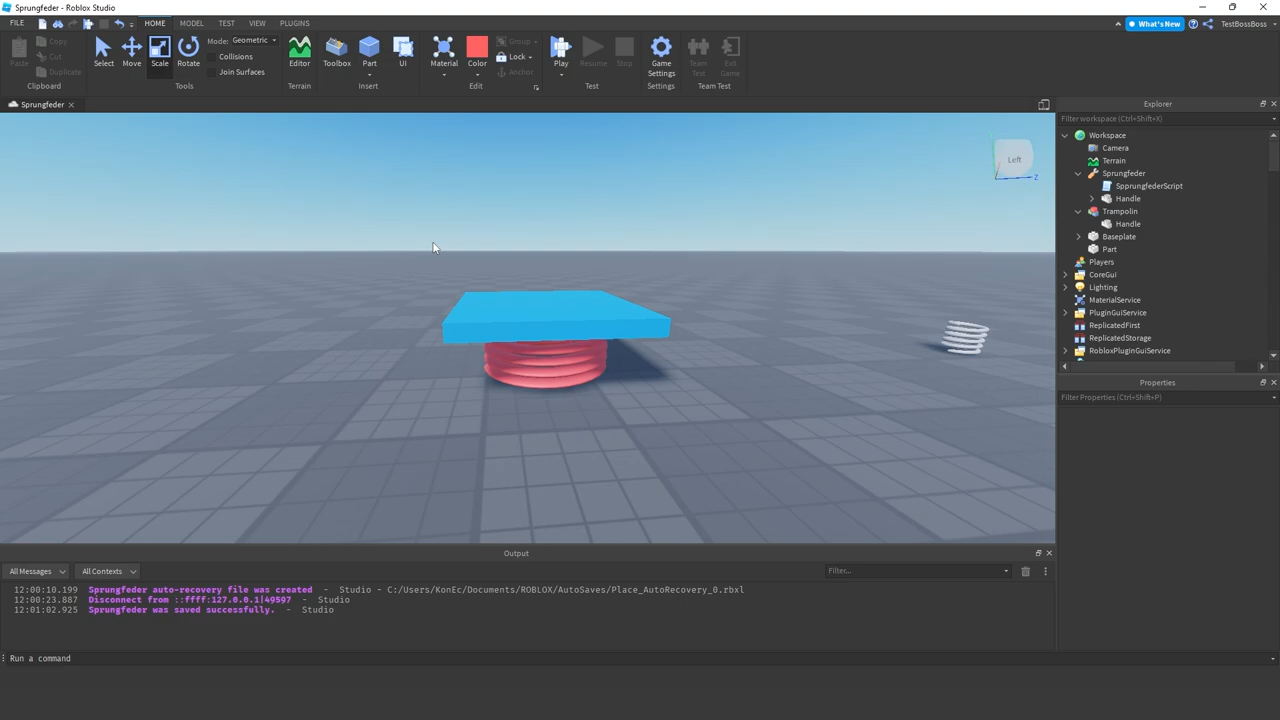 Sprungfeder - Roblox Studio
FILE HOME MODEL TEST VIEW PLUGINS What's New TestBossBoss
Paste Copy Cut Duplicate Clipboard
Select Move Scale Rotate Mode: Geometric Collisions Join Surfaces Tools
Editor Terrain
Toolbox Part UI Insert
Material Color Group Lock Anchor Edit
Play Resume Stop Test
Game Settings Settings
Team Test Exit Game Team Test
Sprungfeder
Left
Z
Explorer
Filter workspace (Ctrl+Shift+X)
Workspace
Camera
Terrain
Sprungfeder
SpprungfederScript
Handle
Trampolin
Handle
Baseplate
Part
Players
CoreGui
Lighting
MaterialService
PluginGuiService
ReplicatedFirst
ReplicatedStorage
RobloxPluginGuiService
Properties
Filter Properties (Ctrl+Shift+P)
Output
All Messages All Contexts Filter...
12:00:10.199 Sprungfeder auto-recovery file was created - Studio - C:/Users/KonEc/Documents/ROBLOX/AutoSaves/Place_AutoRecovery_0.rbxl
12:00:23.887 Disconnect from ::ffff:127.0.0.1|49597 - Studio
12:01:02.925 Sprungfeder was saved successfully. - Studio
Run a command